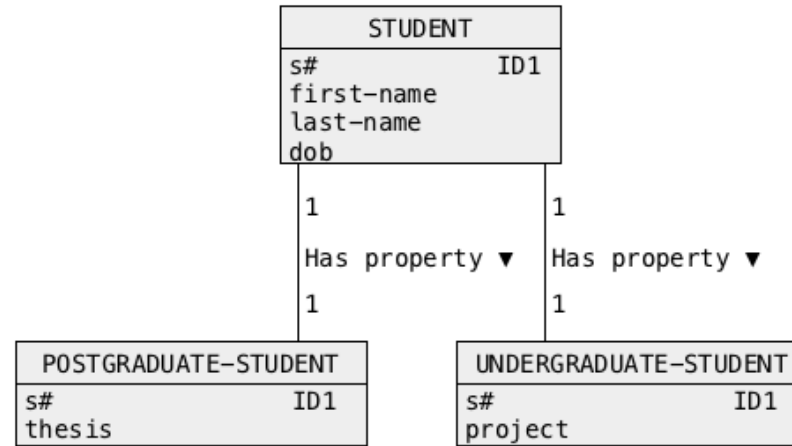 STUDENT
s# ID1
first-name
last-name
dob
1 1
Has property ▼ Has property ▼
1 1
POSTGRADUATE-STUDENT UNDERGRADUATE-STUDENT
s# ID1 s# ID1
thesis project